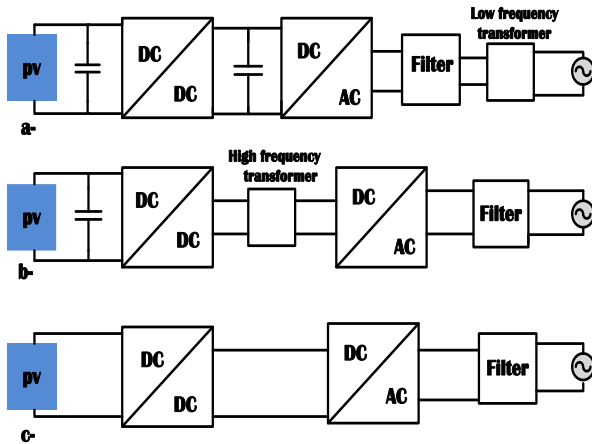 Low frequency
transformer
pv
DC
DC
DC
AC
Filter
a-
High frequency
transformer
pv
DC
DC
DC
AC
Filter
b-
pv
DC
DC
DC
AC
Filter
c-